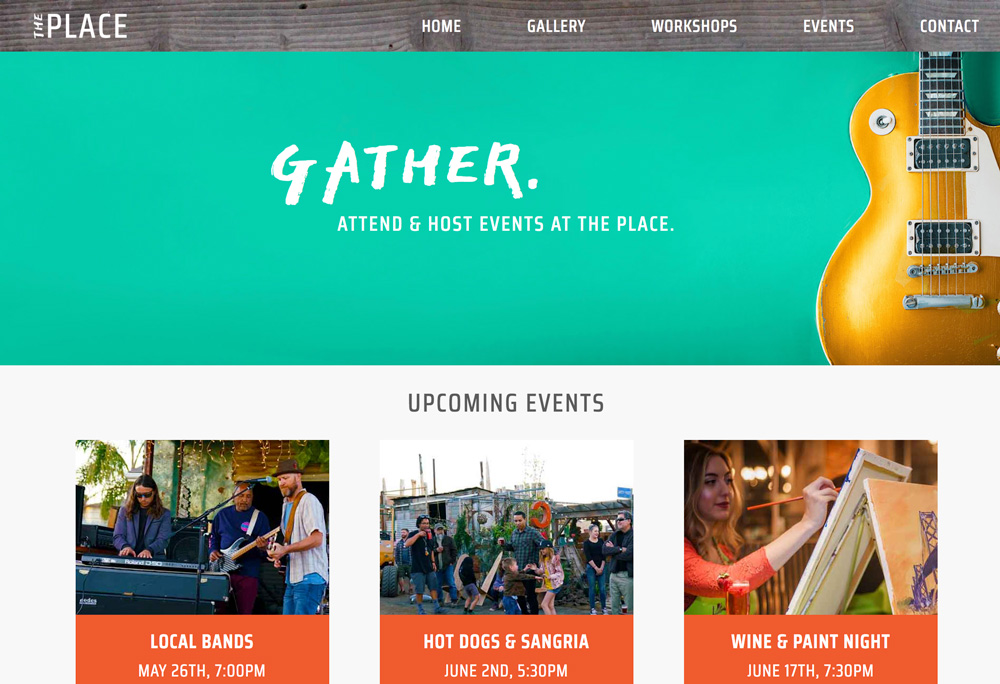 THE PLACE
HOME GALLERY WORKSHOPS EVENTS CONTACT
GATHER.
ATTEND & HOST EVENTS AT THE PLACE.
UPCOMING EVENTS
Roland
LOCAL BANDS
MAY 26TH, 7:00PM
HOT DOGS & SANGRIA
JUNE 2ND, 5:30PM
WINE & PAINT NIGHT
JUNE 17TH, 7:30PM